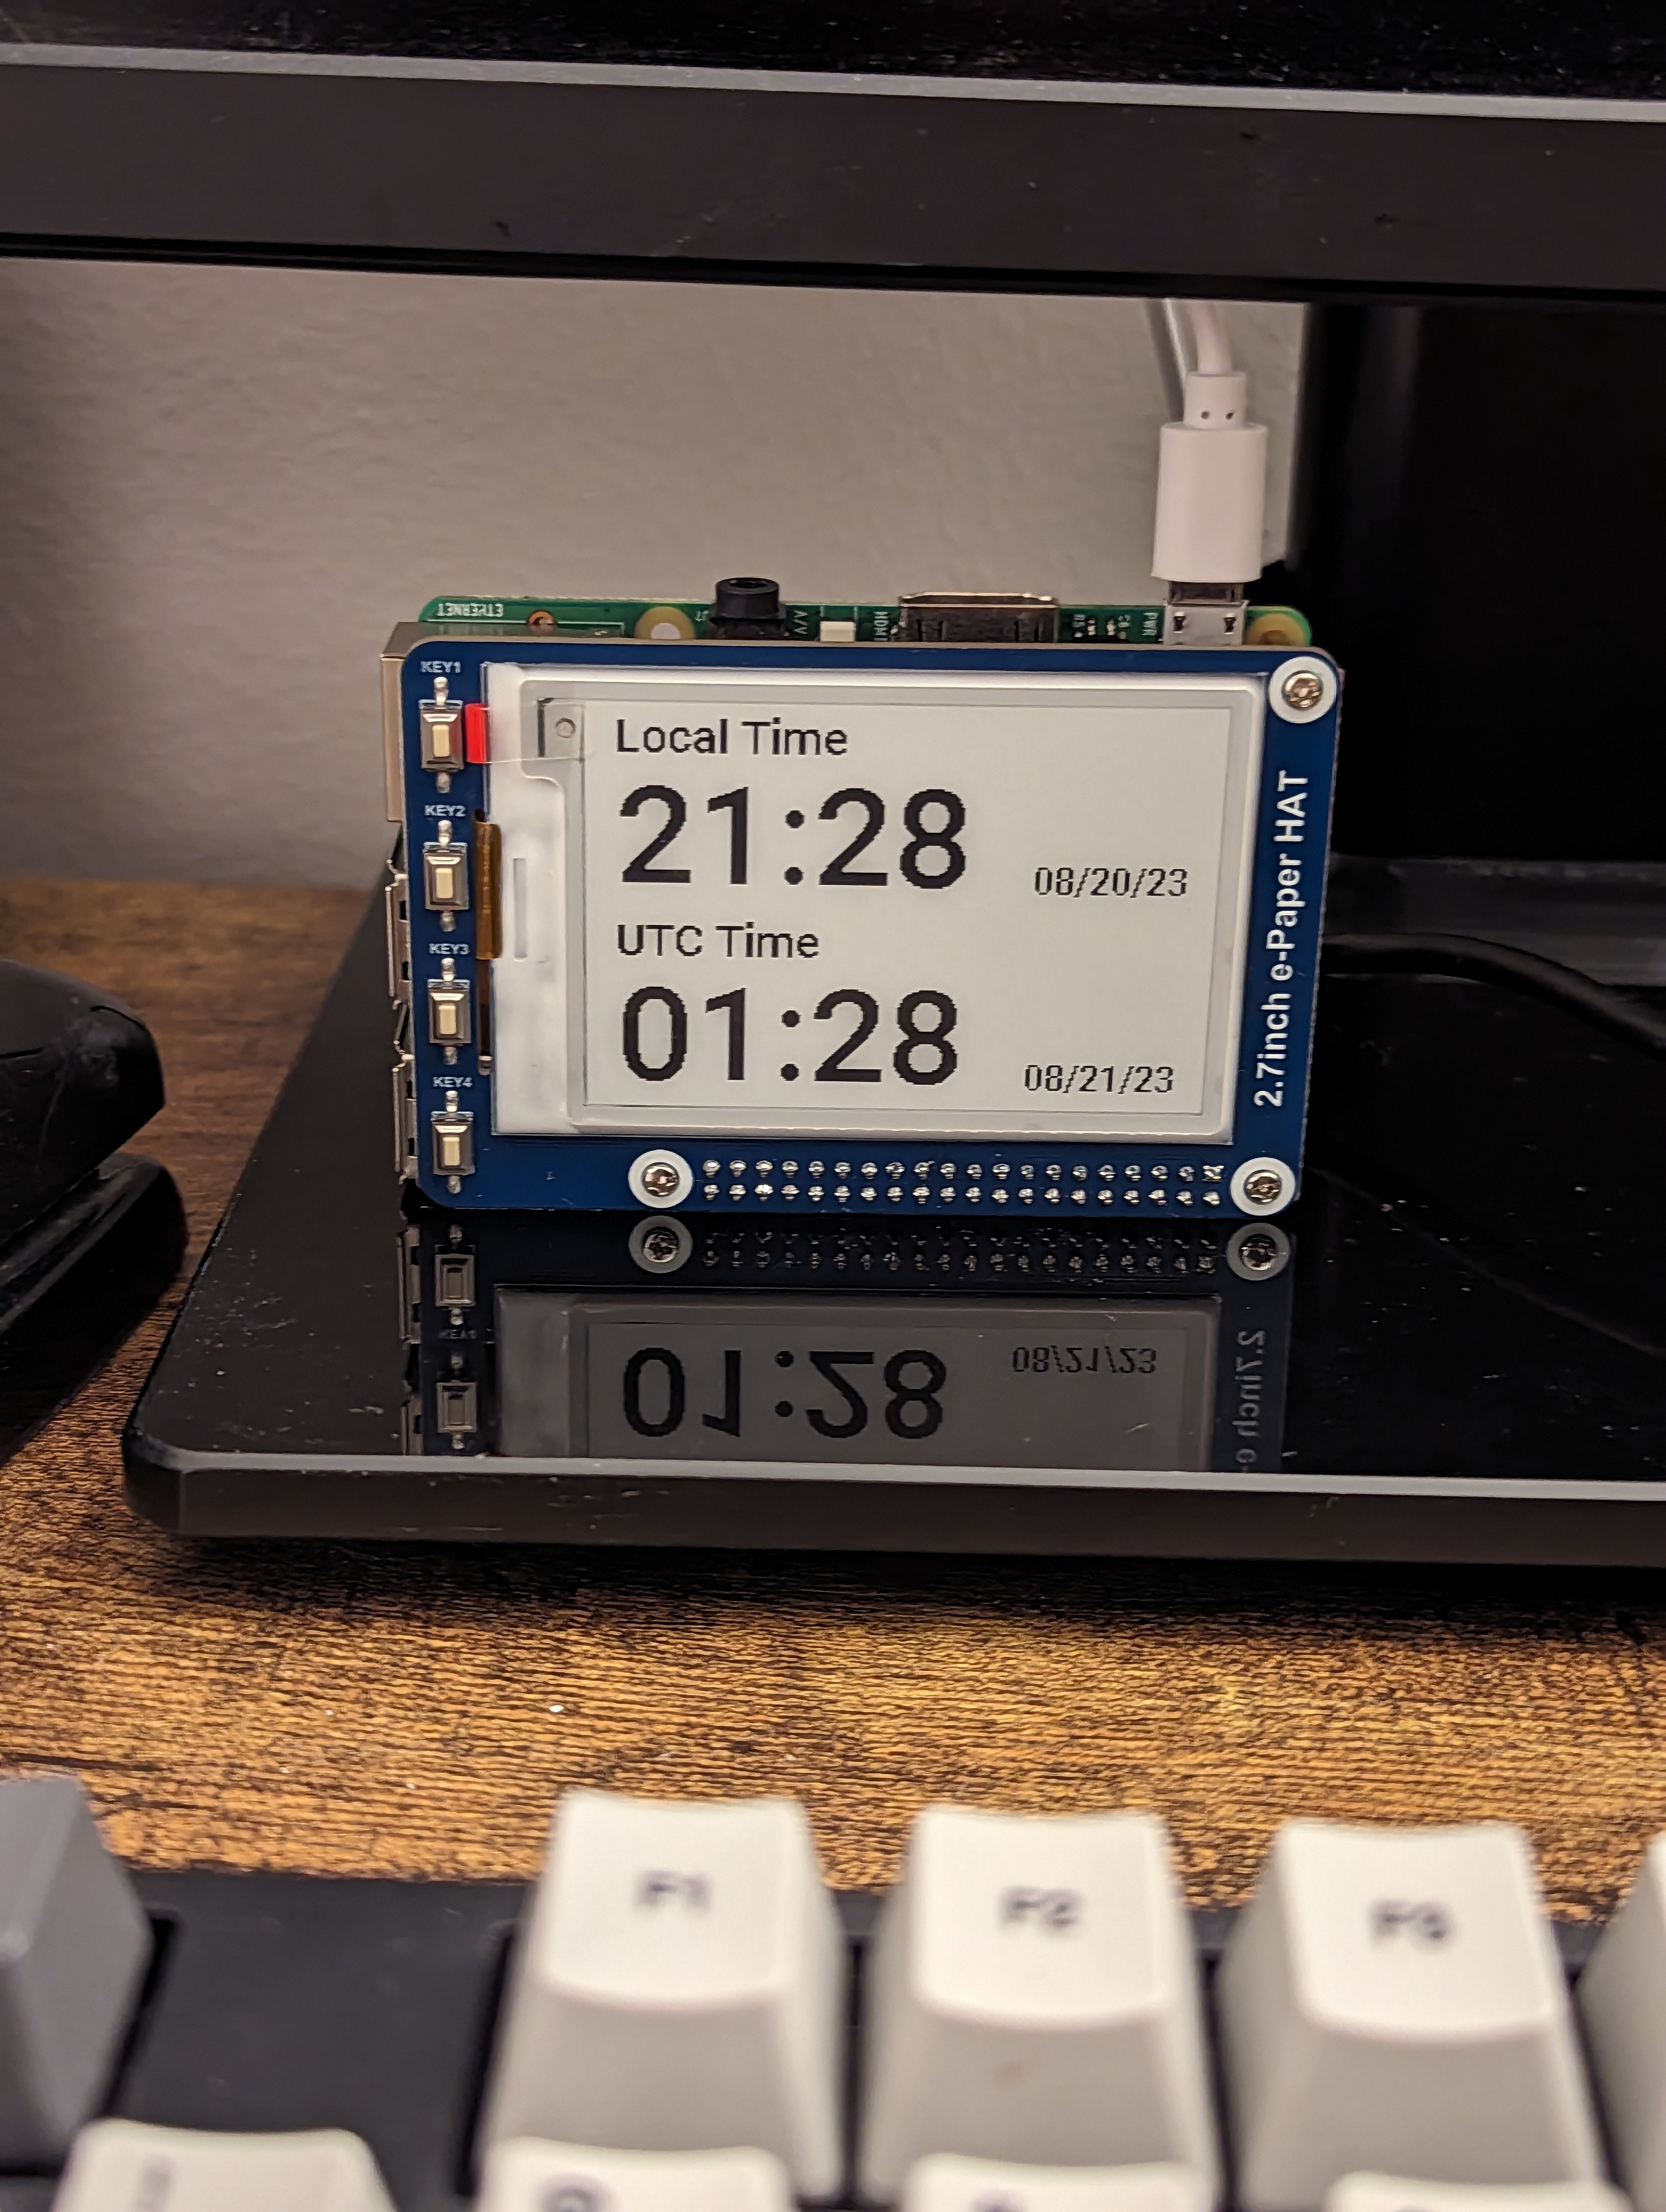 ETHERNET
A/V
HDMI
PWR
KEY1
KEY2
KEY3
KEY4
Local Time
21:28
08/20/23
UTC Time
01:28
08/21/23
2.7inch e-Paper HAT
F1
F2
F3